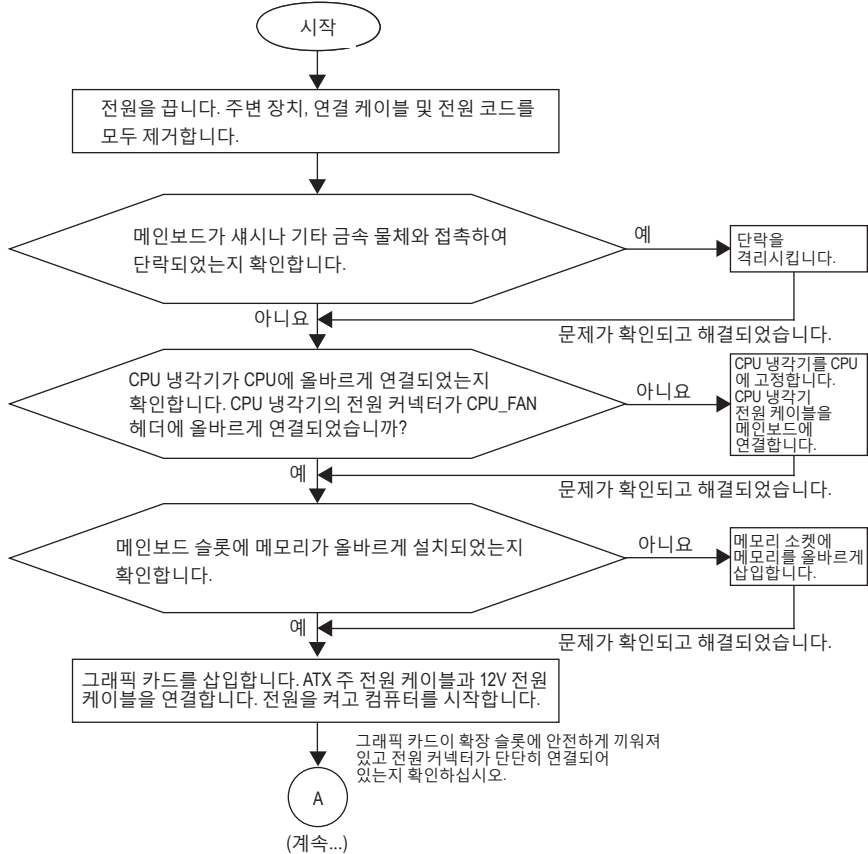 시작
전원을 끕니다. 주변 장치, 연결 케이블 및 전원 코드를
모두 제거합니다.
메인보드가 섀시나 기타 금속 물체와 접촉하여
단락되었는지 확인합니다.
예
단락을
격리시킵니다.
아니요
문제가 확인되고 해결되었습니다.
CPU 냉각기가 CPU에 올바르게 연결되었는지
확인합니다. CPU 냉각기의 전원 커넥터가 CPU_FAN
헤더에 올바르게 연결되었습니까?
아니요
CPU 냉각기를 CPU
에 고정합니다.
CPU 냉각기
전원 케이블을
메인보드에
연결합니다.
예
문제가 확인되고 해결되었습니다.
메인보드 슬롯에 메모리가 올바르게 설치되었는지
확인합니다.
아니요
메모리 소켓에
메모리를 올바르게
삽입합니다.
예
문제가 확인되고 해결되었습니다.
그래픽 카드를 삽입합니다. ATX 주 전원 케이블과 12V 전원
케이블을 연결합니다. 전원을 켜고 컴퓨터를 시작합니다.
그래픽 카드이 확장 슬롯에 안전하게 끼워져
있고 전원 커넥터가 단단히 연결되어
있는지 확인하십시오.
A
(계속...)